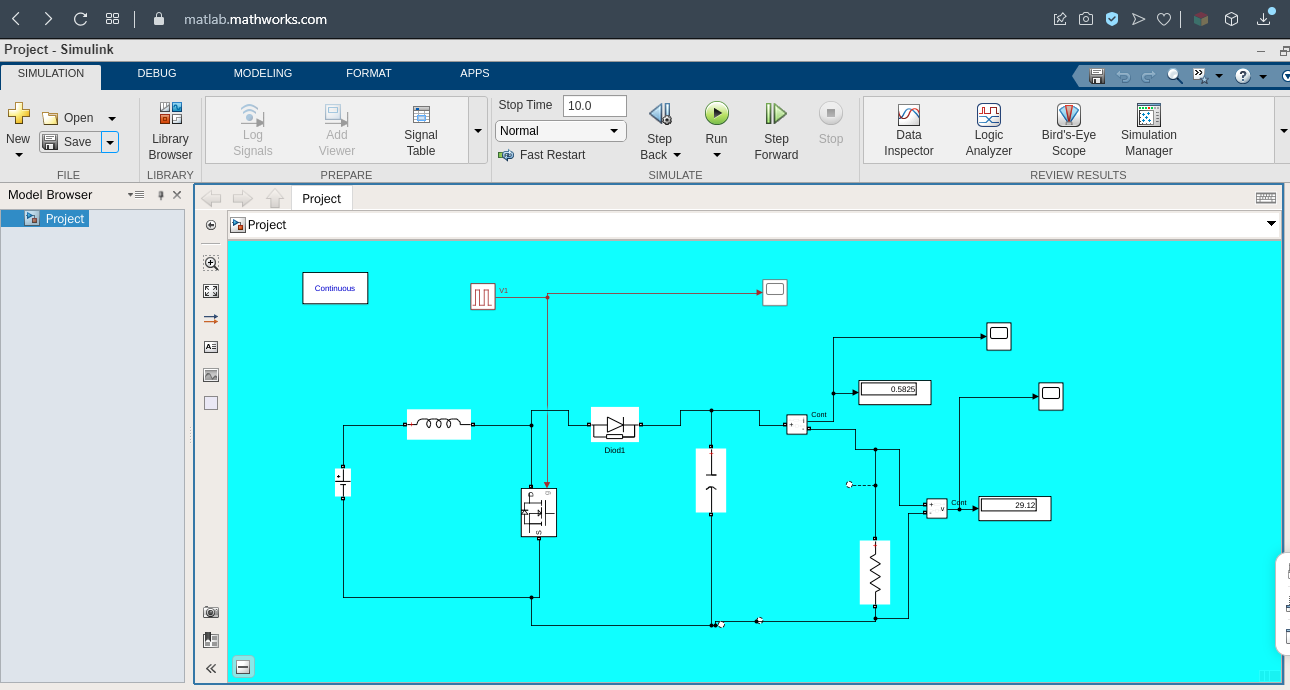 matlab.mathworks.com
Project - Simulink
SIMULATION DEBUG MODELING FORMAT APPS
New
Open
Save
FILE
Library
Browser
LIBRARY
Log
Signals
Add
Viewer
Signal
Table
PREPARE
Stop Time 10.0
Normal
Fast Restart
Step
Back
Run
Step
Forward
Stop
SIMULATE
Data
Inspector
Logic
Analyzer
Bird's-Eye
Scope
Simulation
Manager
REVIEW RESULTS
Model Browser
Project
Project
Project
Continuous
V1
Cont
0.5825
Diod1
Cont
29.12
+
i
-
+
-
v
D
S